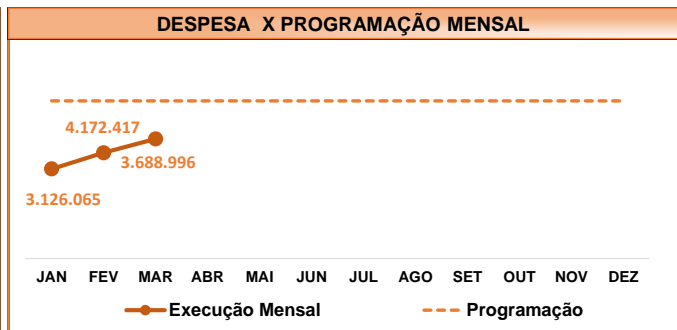 DESPESA X PROGRAMAÇÃO MENSAL
4.172.417
3.688.996
3.126.065
JAN FEV MAR ABR MAI JUN JUL AGO SET OUT NOV DEZ
Execução Mensal Programação